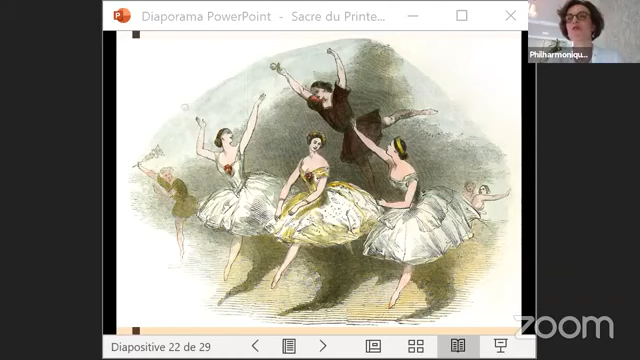 Diaporama PowerPoint - Sacre du Printe...
Philharmoniqu...
Diapositive 22 de 29
zoom